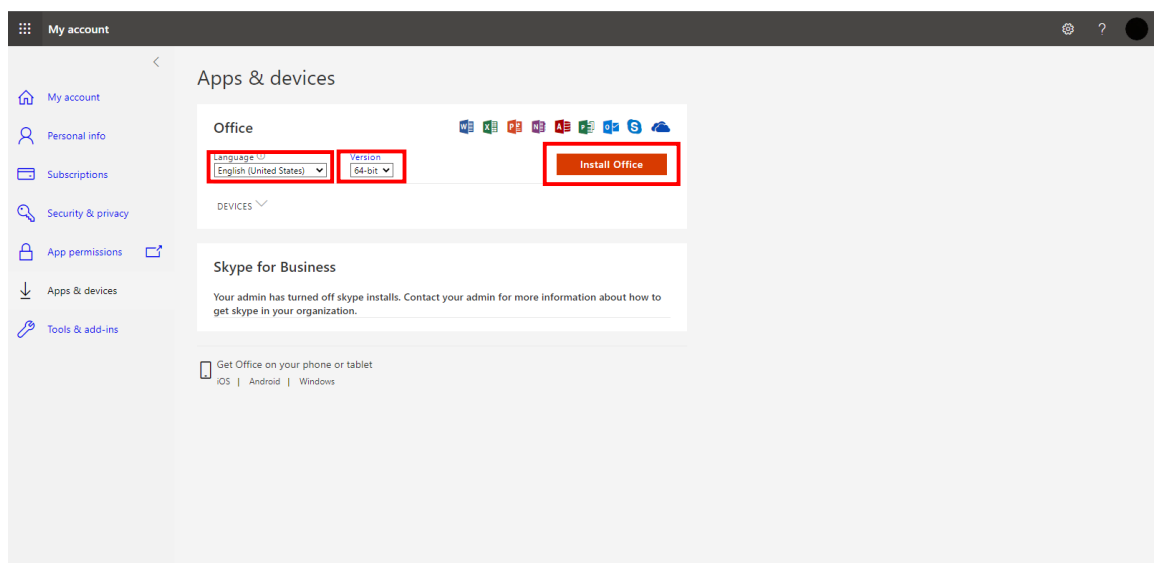 My account
?
Apps & devices
My account
Personal info
Subscriptions
Security & privacy
App permissions
Apps & devices
Tools & add-ins
Office
Language
Version
English (United States)
64-bit
Install Office
DEVICES
Skype for Business
Your admin has turned off skype installs. Contact your admin for more information about how to
get skype in your organization.
Get Office on your phone or tablet
iOS | Android | Windows